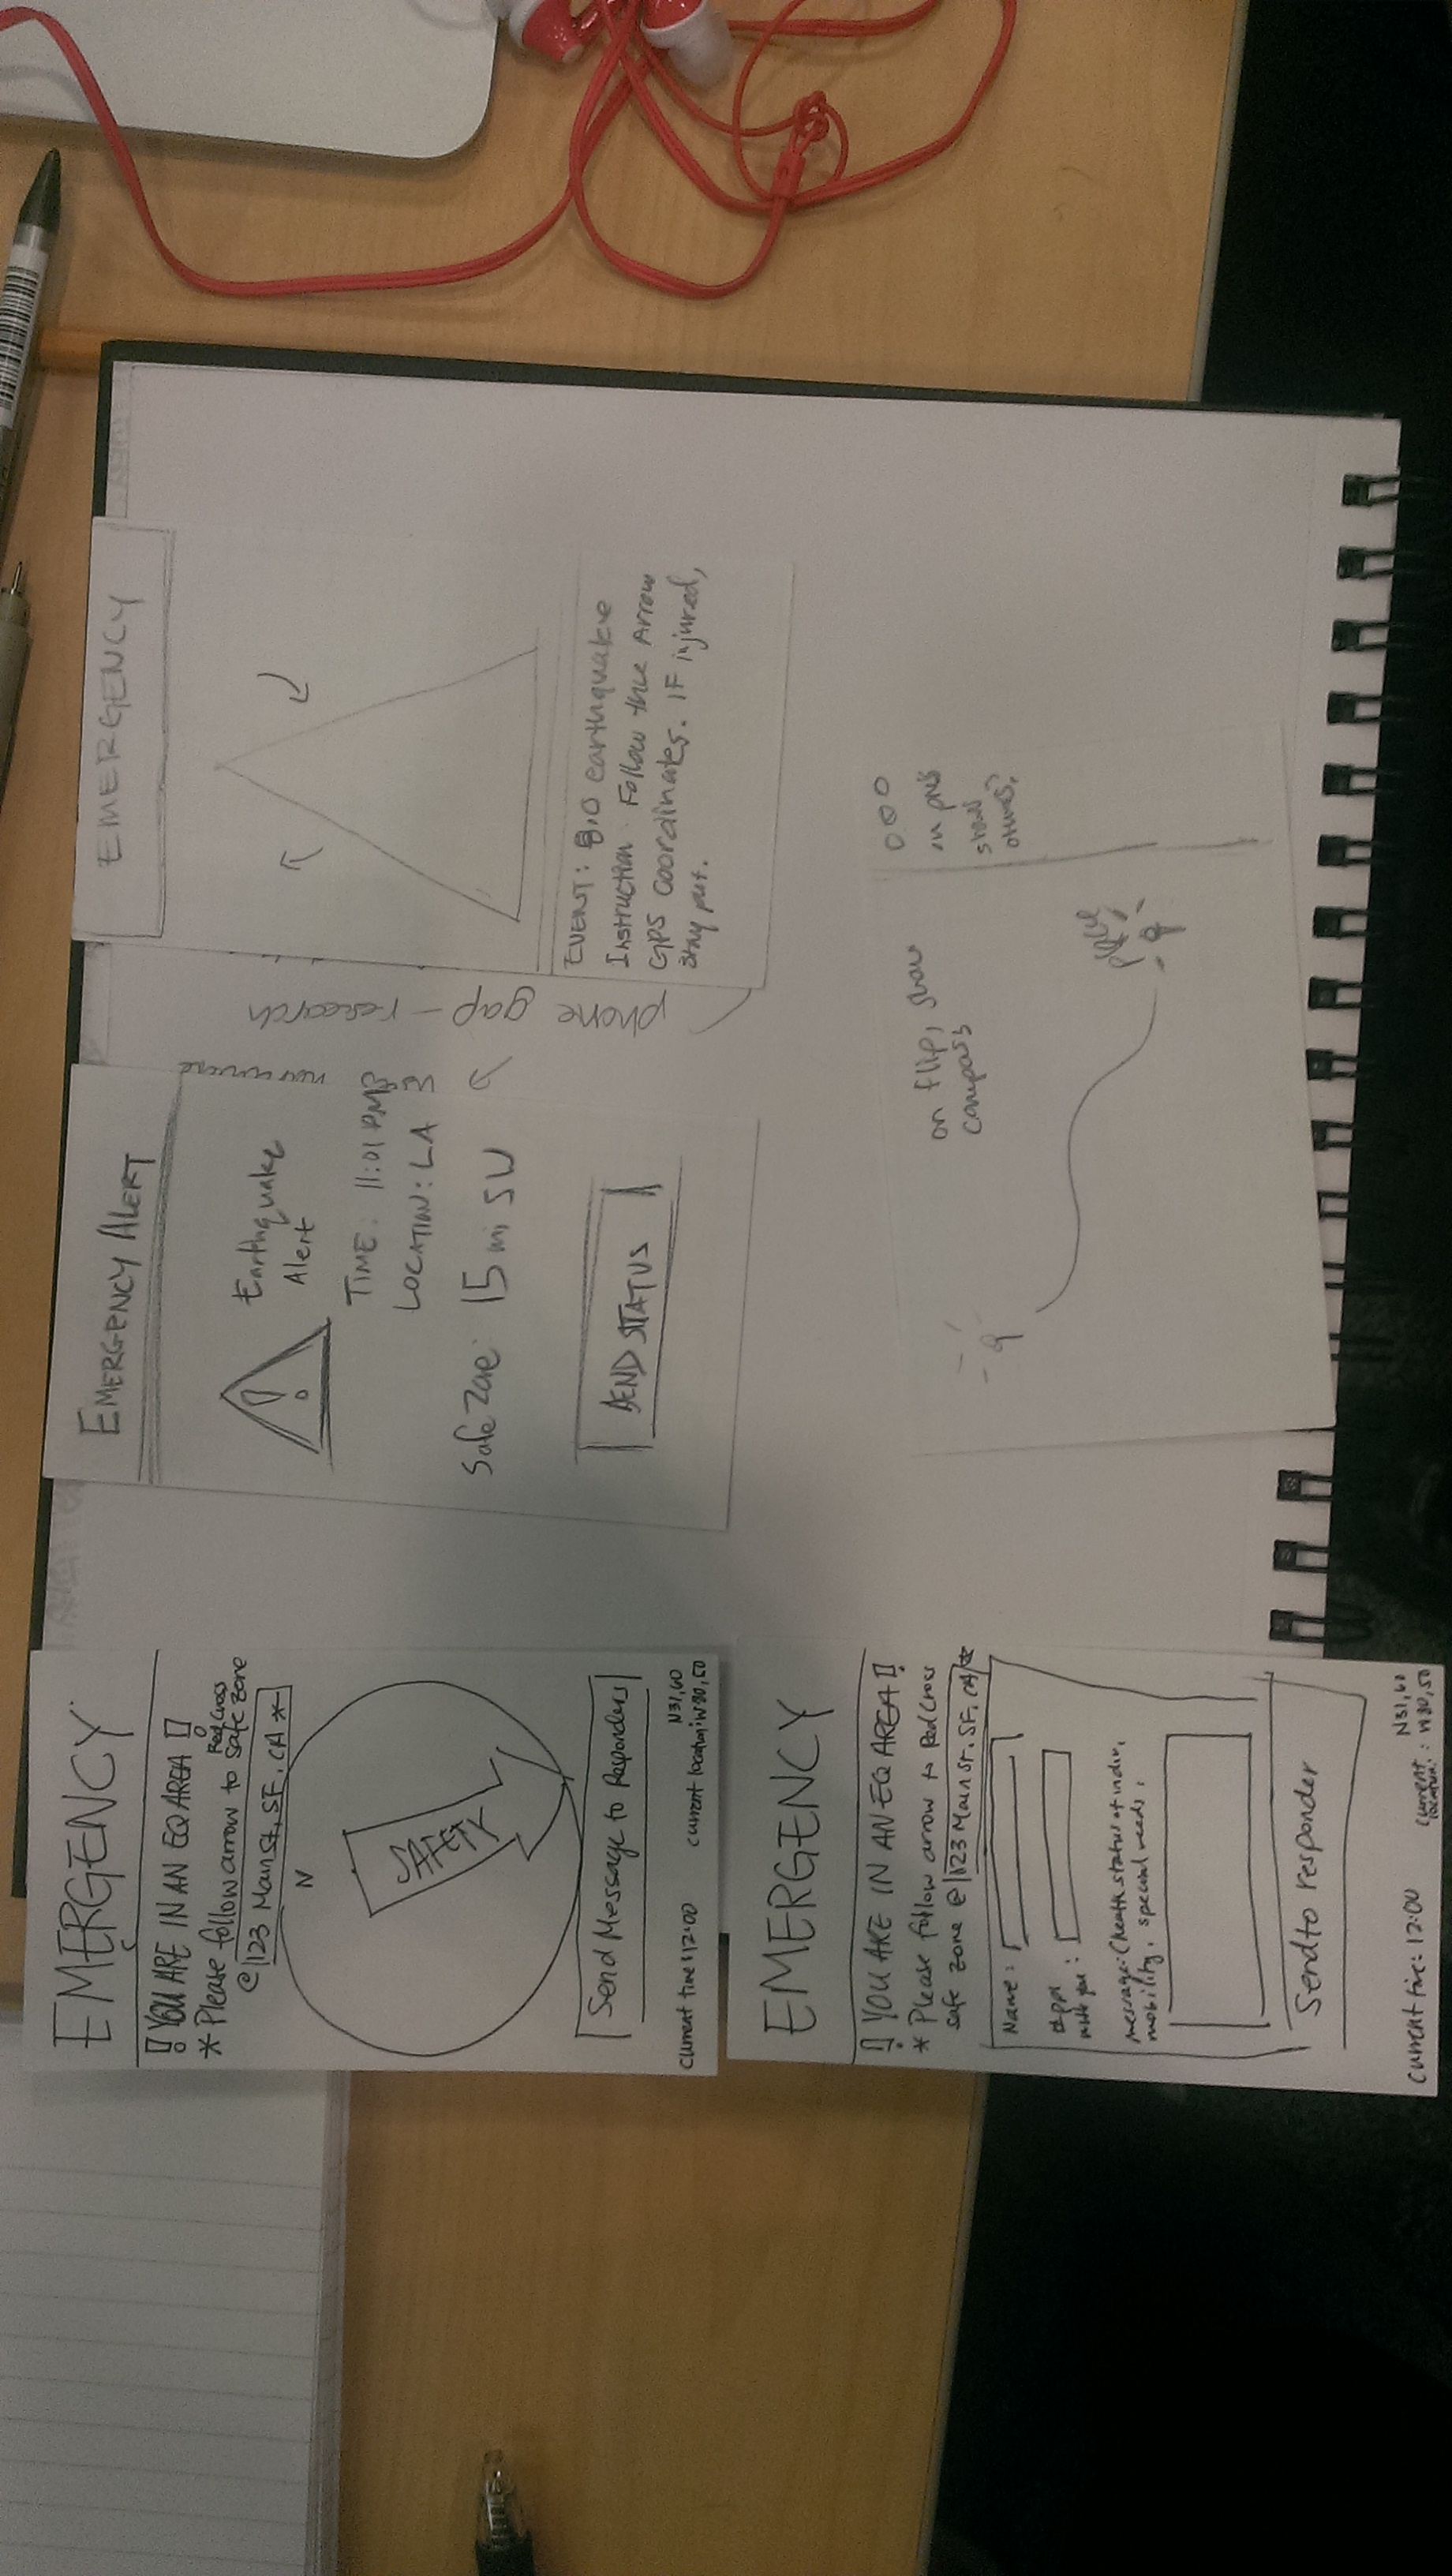 EMERGENCY
!! YOU ARE IN AN EQ AREA !!
* Please follow arrow to Red Cross Safe Zone
@ 123 Main St, SF, CA *
N
SAFETY
Send Message to Responders
current time: 12:00
current location: N31,60
W80,50
EMERGENCY ALERT
Earthquake
Alert
!
TIME: 11:01 PM
LOCATION: LA
Safe Zone: 15 mi SW
SEND STATUS
phone gap - research
EMERGENCY
EVENT: 8.0 earthquake
Instruction: Follow the Arrow
GPS coordinates. IF injured,
stay put.
EMERGENCY
!! YOU ARE IN AN EQ AREA !!
* Please follow arrow to Red Cross
safe zone @ 123 Main St. SF, CA *
Name:
# ppl
with you:
message: (health status of indiv,
mobility, special needs,
Send to responder
current time: 12:00
current location: N31,60
W80,50
on flip, show
compass
place
show